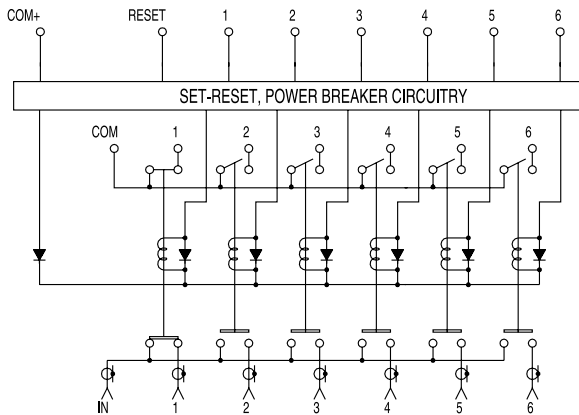 COM+ RESET 1 2 3 4 5 6
SET-RESET, POWER BREAKER CIRCUITRY
COM 1 2 3 4 5 6
IN 1 2 3 4 5 6